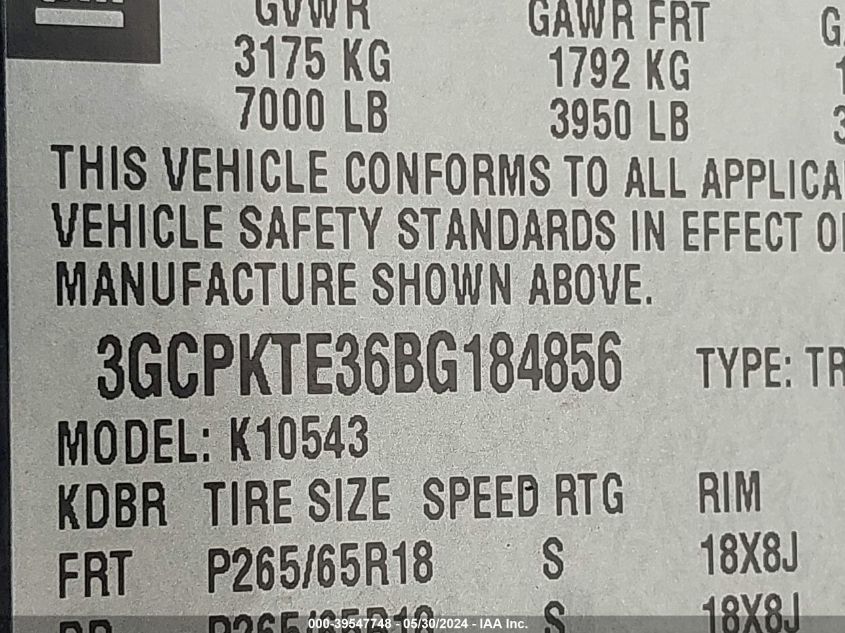 GVWR GAWR FRT
3175 KG 1792 KG
7000 LB 3950 LB
THIS VEHICLE CONFORMS TO ALL
VEHICLE SAFETY STANDARDS IN EFFECT
MANUFACTURE SHOWN ABOVE.
3GCPKTE36BG184856 TYPE:
MODEL: K10543
KDBR TIRE SIZE SPEED RTG RIM
FRT P265/65R18 S 18X8J
P265/65R18 S 18X8J
000-39547748 - 05/30/2024 - IAA Inc.